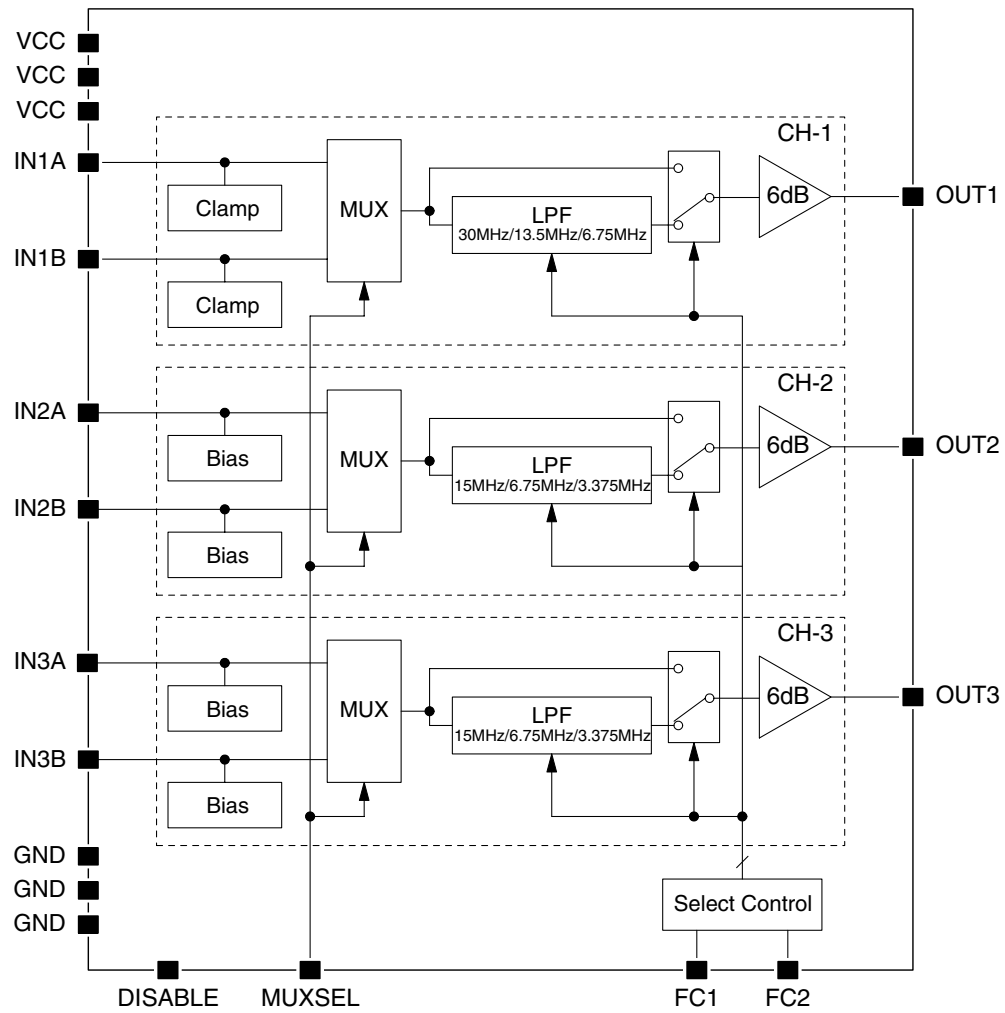 VCC
VCC
VCC
CH-1
IN1A
Clamp
MUX
LPF
30MHz/13.5MHz/6.75MHz
6dB
OUT1
IN1B
Clamp
CH-2
IN2A
Bias
MUX
LPF
15MHz/6.75MHz/3.375MHz
6dB
OUT2
IN2B
Bias
CH-3
IN3A
Bias
MUX
LPF
15MHz/6.75MHz/3.375MHz
6dB
OUT3
IN3B
Bias
GND
GND
GND
Select Control
DISABLE
MUXSEL
FC1
FC2